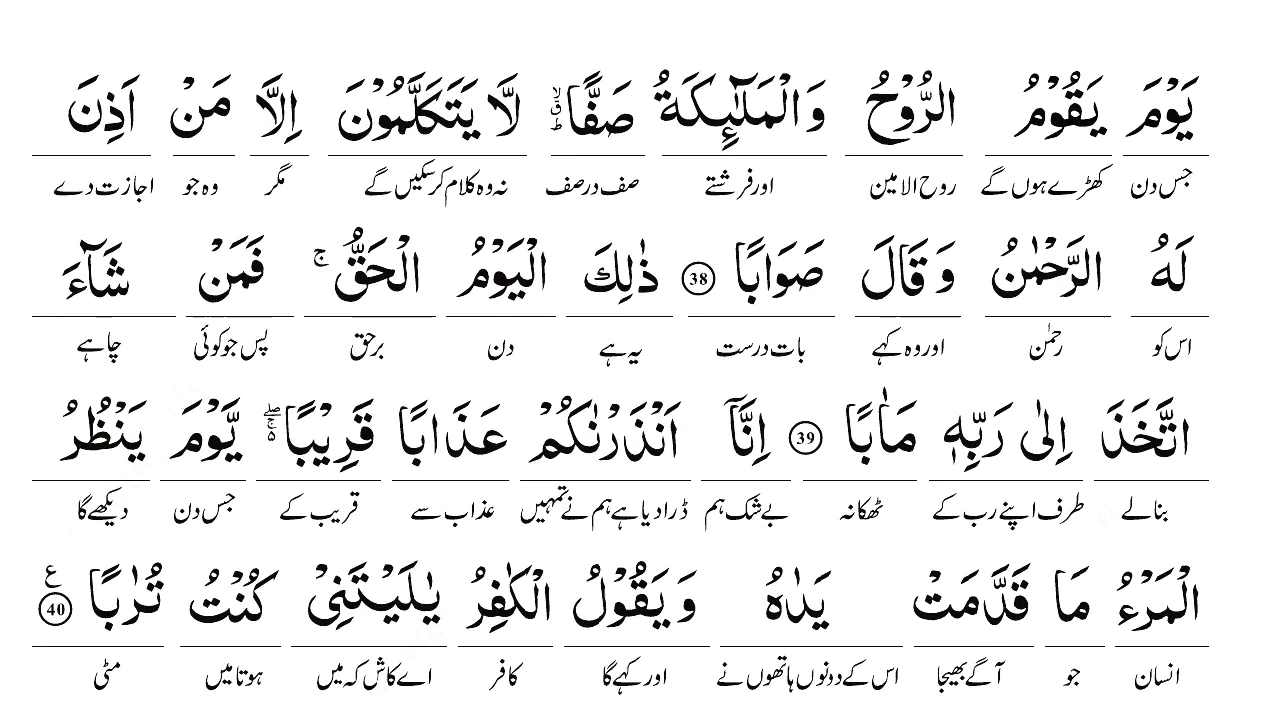 يَوْمَ يَقُوْمُ الرُّوْحُ وَالْمَلٰٓئِكَةُ صَفًّا ۙۗؕ لَّا يَتَكَلَّمُوْنَ اِلَّا مَنْ اَذِنَ
جس دن کھڑے ہوں گے روح الامین اور فرشتے صف در صف نہ وہ کلام کر سکیں گے مگر وہ جو اجازت دے
لَهُ الرَّحْمٰنُ وَقَالَ صَوَابًا 38 ذٰلِكَ الْيَوْمُ الْحَقُّ ۚ فَمَنْ شَآءَ
اس کو رحمٰن اور وہ کہے بات درست یہ ہے دن برحق پس جو کوئی چاہے
اتَّخَذَ اِلٰى رَبِّهٖ مَاٰبًا 39 اِنَّاۤ اَنْذَرْنٰكُمْ عَذَابًا قَرِيْبًا ۖۚ۬ يَّوْمَ يَنْظُرُ
بنا لے طرف اپنے رب کے ٹھکانہ بے شک ہم ڈرا دیا ہے ہم نے تمہیں عذاب سے قریب کے جس دن دیکھے گا
الْمَرْءُ مَا قَدَّمَتْ يَدٰهُ وَيَقُوْلُ الْكٰفِرُ يٰلَيْتَنِيْ كُنْتُ تُرٰبًا ع 40
انسان جو آگے بھیجا اس کے دونوں ہاتھوں نے اور کہے گا کافر اے کاش کہ میں ہوتا میں مٹی